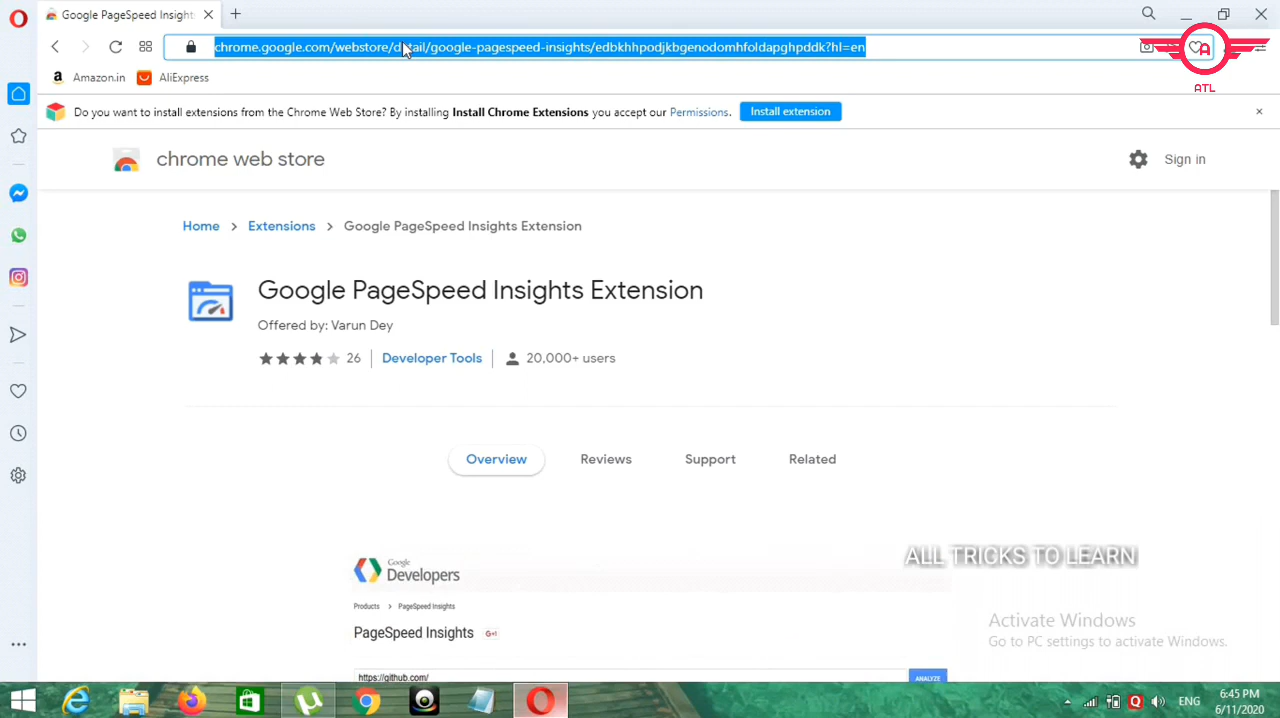 Google PageSpeed Insights
chrome.google.com/webstore/detail/google-pagespeed-insights/edbkhhpodjkbgenodomhfoldapghpddk?hl=en
A
ATL
a Amazon.in
AliExpress
Do you want to install extensions from the Chrome Web Store? By installing Install Chrome Extensions you accept our Permissions.
Install extension
chrome web store
Sign in
Home > Extensions > Google PageSpeed Insights Extension
Google PageSpeed Insights Extension
Offered by: Varun Dey
26
Developer Tools
20,000+ users
Overview
Reviews
Support
Related
ALL TRICKS TO LEARN
Google
Developers
Products > PageSpeed Insights
PageSpeed Insights
G+1
https://github.com/
ANALYZE
Activate Windows
Go to PC settings to activate Windows.
ENG
6:45 PM
6/11/2020